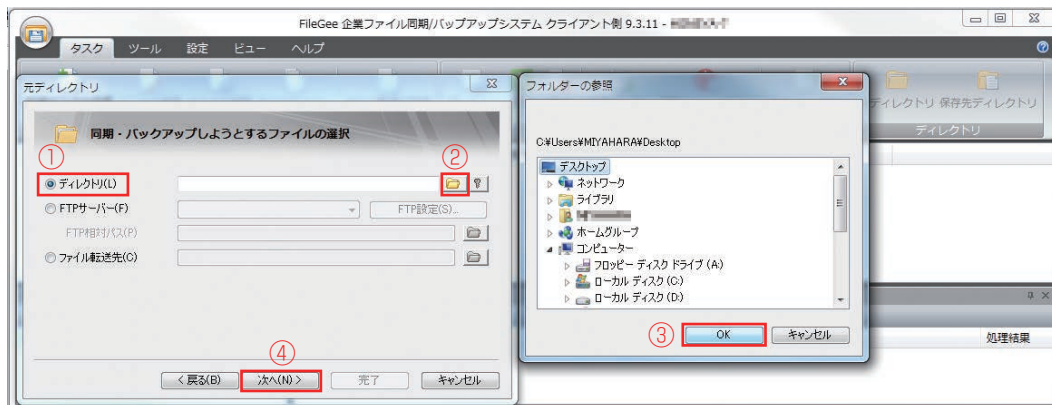 FileGee 企業ファイル同期/バップアップシステム クライアント側 9.3.11 -
タスク ツール 設定 ビュー ヘルプ
元ディレクトリ
同期・バックアップしようとするファイルの選択
① ②
ディレクトリ(L)
FTPサーバー(F) FTP設定(S)...
FTP相対パス(P)
ファイル転送先(C)
④
< 戻る(B) 次へ(N) > 完了 キャンセル
フォルダーの参照
C:¥Users¥MIYAHARA¥Desktop
デスクトップ
ネットワーク
ライブラリ
ホームグループ
コンピューター
フロッピー ディスク ドライブ (A:)
ローカル ディスク (C:)
ローカル ディスク (D:)
③ OK キャンセル
ディレクトリ 保存先ディレクトリ
ディレクトリ
処理結果